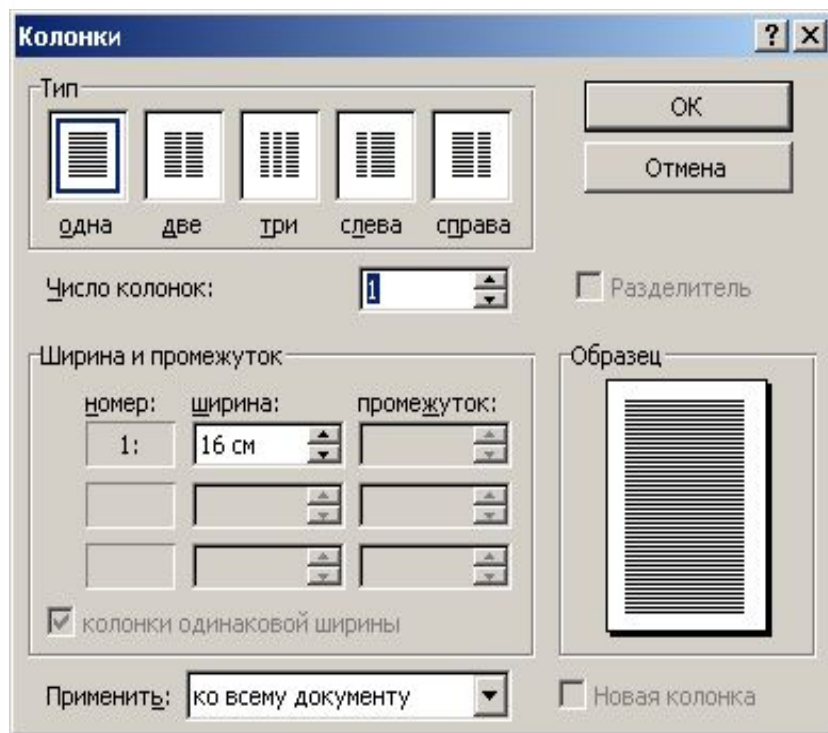 Колонки
Тип
ОК
Отмена
одна две три слева справа
Число колонок: 1
Разделитель
Ширина и промежуток
Образец
номер: ширина: промежуток:
1: 16 см
колонки одинаковой ширины
Применить: ко всему документу
Новая колонка